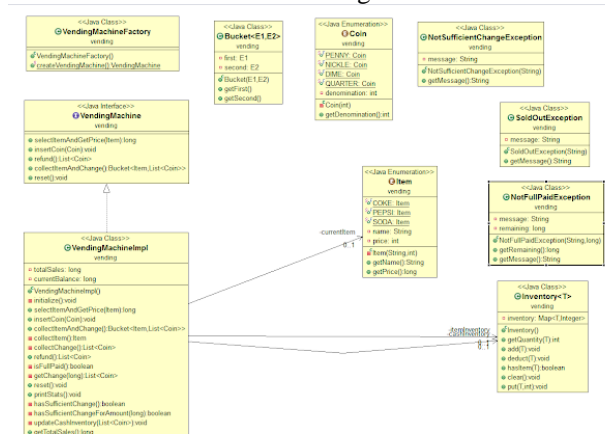 <<Java Class>>
VendingMachineFactory
vending
VendingMachineFactory()
createVendingMachine():VendingMachine
<<Java Class>>
Bucket<E1,E2>
vending
first: E1
second: E2
Bucket(E1,E2)
getFirst()
getSecond()
<<Java Enumeration>>
Coin
vending
PENNY: Coin
NICKLE: Coin
DIME: Coin
QUARTER: Coin
denomination: int
Coin(int)
getDenomination():int
<<Java Class>>
NotSufficientChangeException
vending
message: String
NotSufficientChangeException(String)
getMessage():String
<<Java Interface>>
VendingMachine
vending
selectItemAndGetPrice(Item):long
insertCoin(Coin):void
refund():List<Coin>
collectItemAndChange():Bucket<Item,List<Coin>>
reset():void
<<Java Class>>
SoldOutException
vending
message: String
SoldOutException(String)
getMessage():String
<<Java Enumeration>>
Item
vending
COKE: Item
PEPSI: Item
SODA: Item
name: String
price: int
Item(String,int)
getName():String
getPrice():long
<<Java Class>>
NotFullPaidException
vending
message: String
remaining: long
NotFullPaidException(String,long)
getRemaining():long
getMessage():String
<<Java Class>>
VendingMachineImpl
vending
totalSales: long
currentBalance: long
VendingMachineImpl()
initialize():void
selectItemAndGetPrice(Item):long
insertCoin(Coin):void
collectItemAndChange():Bucket<Item,List<Coin>>
collectItem():Item
collectChange():List<Coin>
refund():List<Coin>
isFullPaid():boolean
getChange(long):List<Coin>
reset():void
printStats():void
hasSufficientChange():boolean
hasSufficientChangeForAmount(long):boolean
updateCashInventory(List<Coin>):void
getTotalSales():long
-currentItem
0..1
<<Java Class>>
Inventory<T>
vending
inventory: Map<T,Integer>
Inventory()
getQuantity(T):int
add(T):void
deduct(T):void
hasItem(T):boolean
clear():void
put(T,int):void
-itemInventory
-cashInventory
0..1